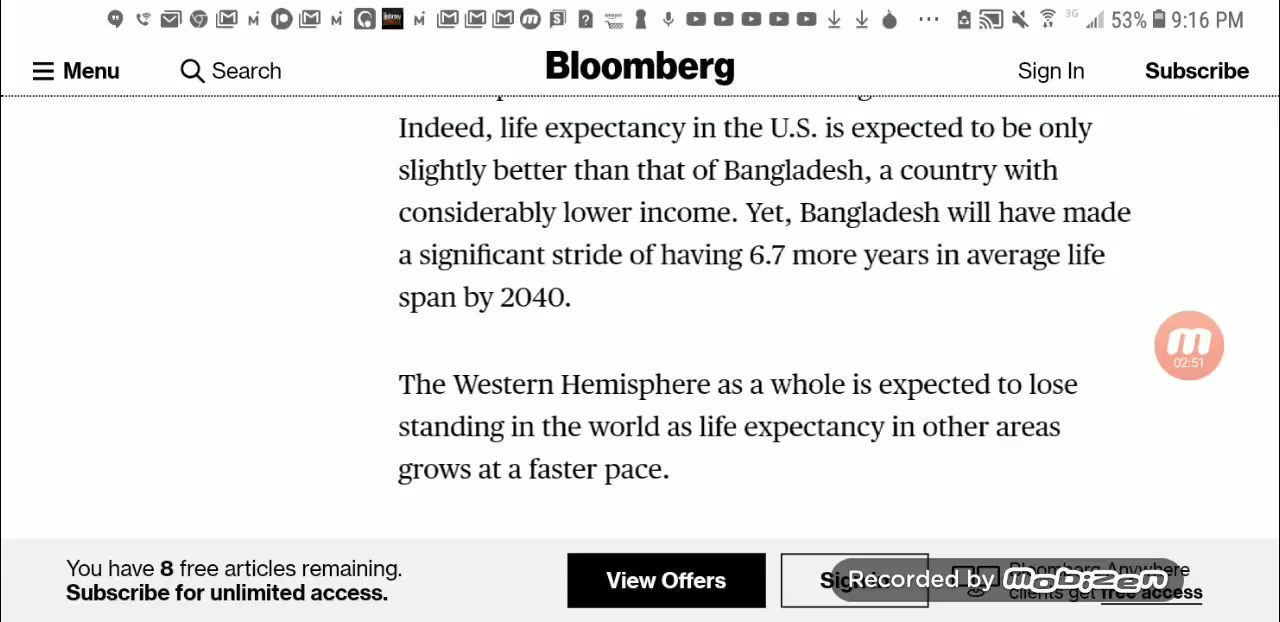 3G 53% 9:16 PM
Menu Search Bloomberg Sign In Subscribe
Indeed, life expectancy in the U.S. is expected to be only
slightly better than that of Bangladesh, a country with
considerably lower income. Yet, Bangladesh will have made
a significant stride of having 6.7 more years in average life
span by 2040.
02:51
The Western Hemisphere as a whole is expected to lose
standing in the world as life expectancy in other areas
grows at a faster pace.
You have 8 free articles remaining.
Subscribe for unlimited access.
View Offers
Recorded by mobizen
Bloomberg Anywhere
clients get free access